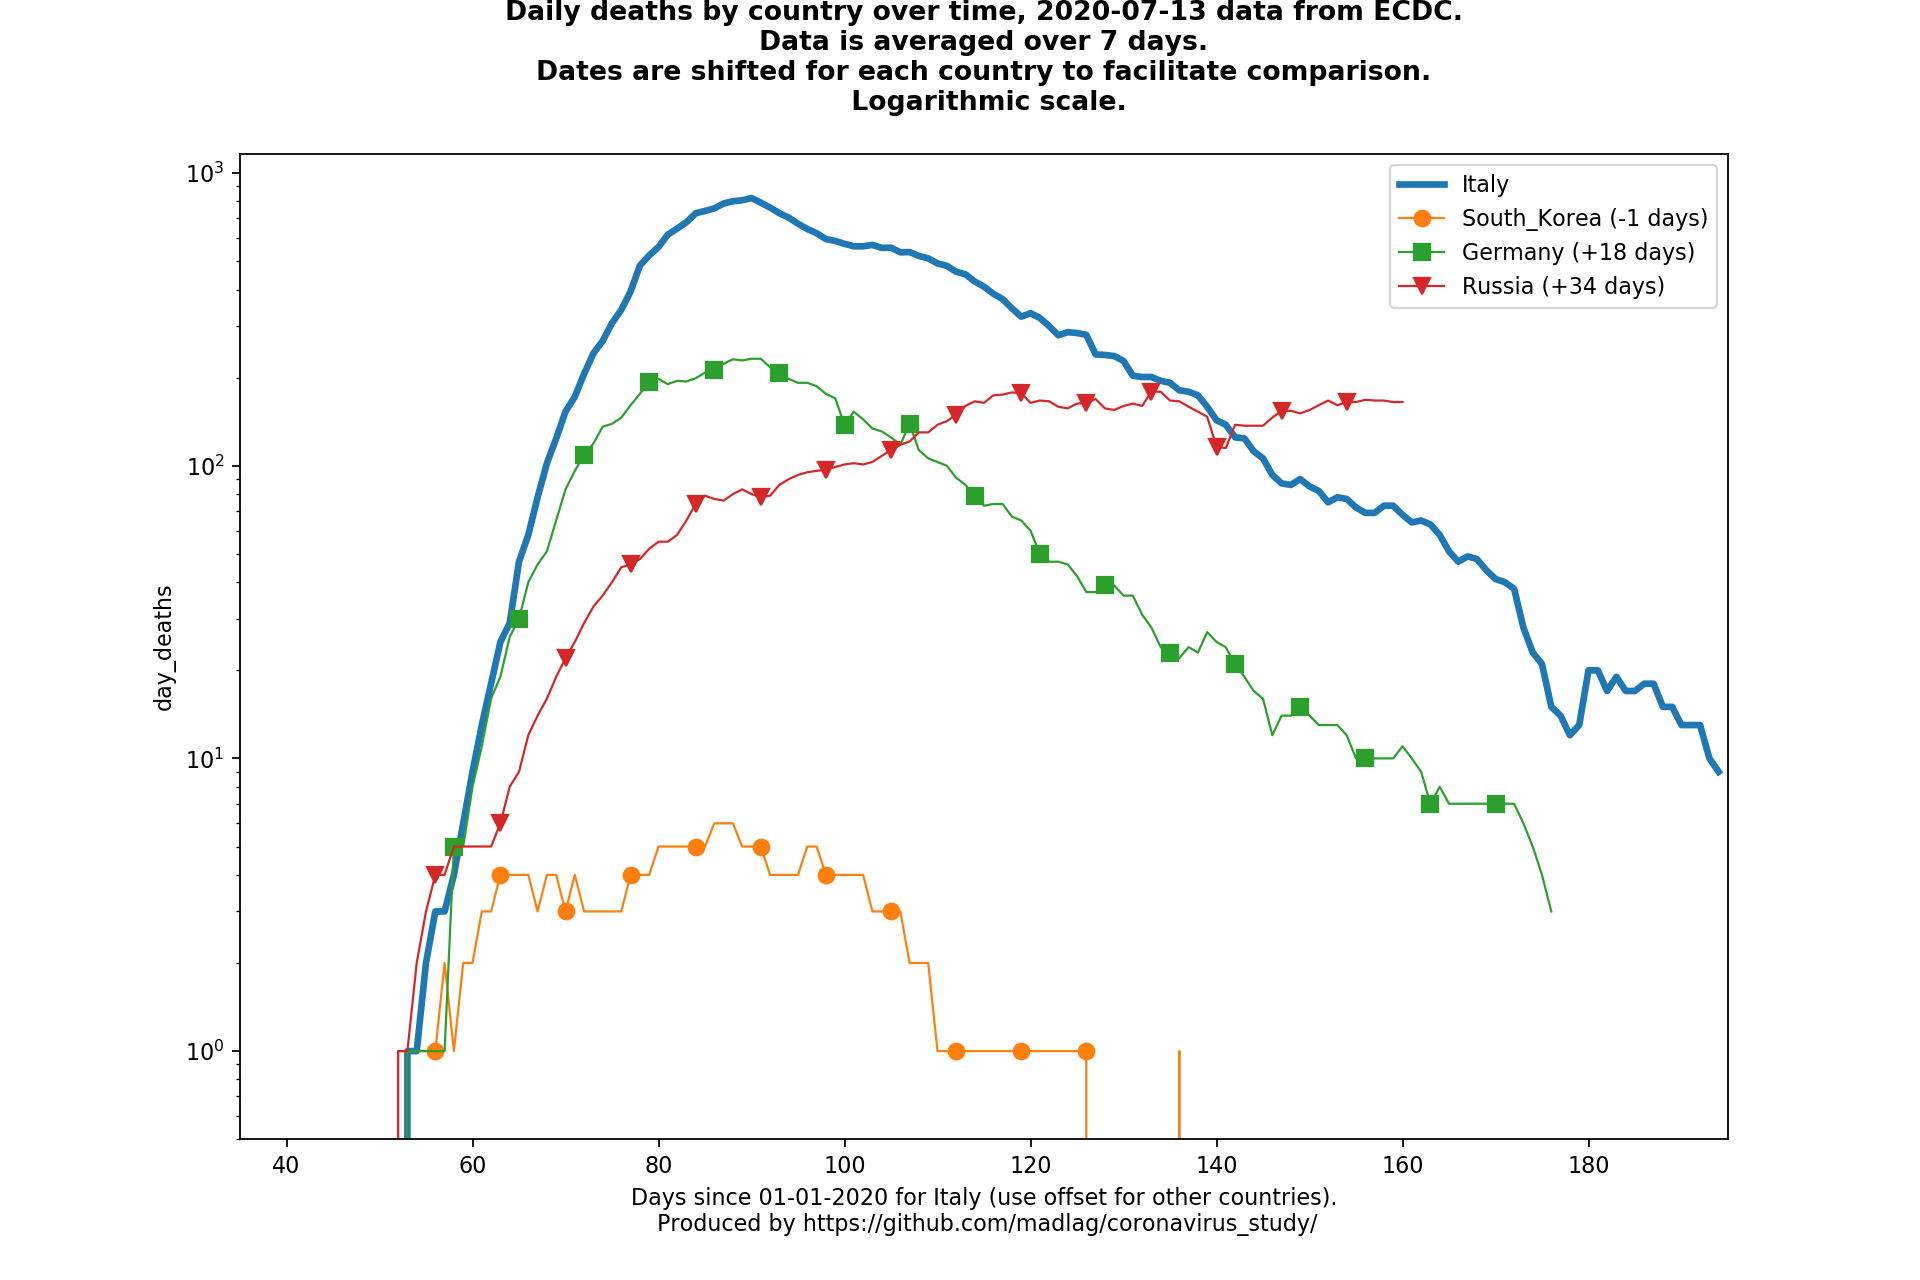 Daily deaths by country over time, 2020-07-13 data from ECDC.
Data is averaged over 7 days.
Dates are shifted for each country to facilitate comparison.
Logarithmic scale.
10³
10²
10¹
10⁰
day_deaths
Italy
South_Korea (-1 days)
Germany (+18 days)
Russia (+34 days)
40 60 80 100 120 140 160 180
Days since 01-01-2020 for Italy (use offset for other countries).
Produced by https://github.com/madlag/coronavirus_study/